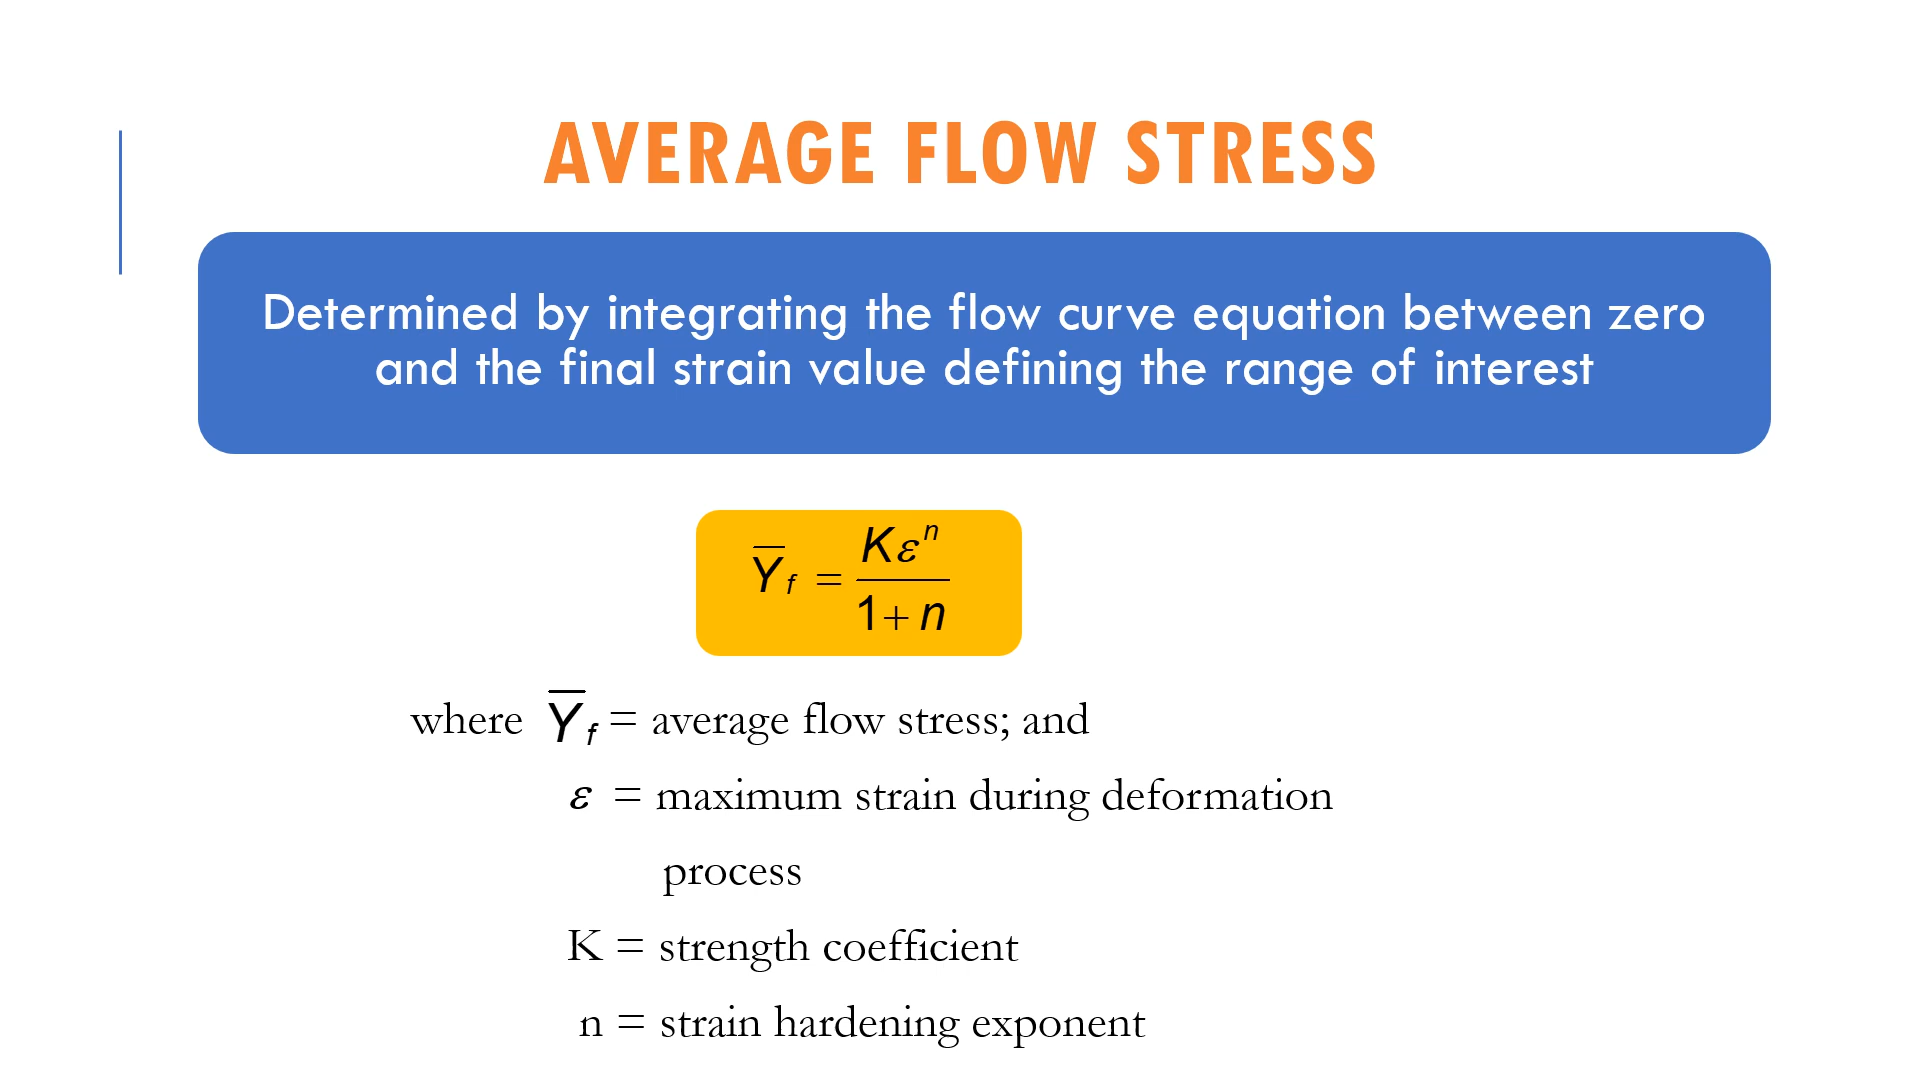 AVERAGE FLOW STRESS
Determined by integrating the flow curve equation between zero
and the final strain value defining the range of interest
Y̅f = Kεⁿ / 1+ n
where Y̅f = average flow stress; and
ε = maximum strain during deformation
process
K = strength coefficient
n = strain hardening exponent